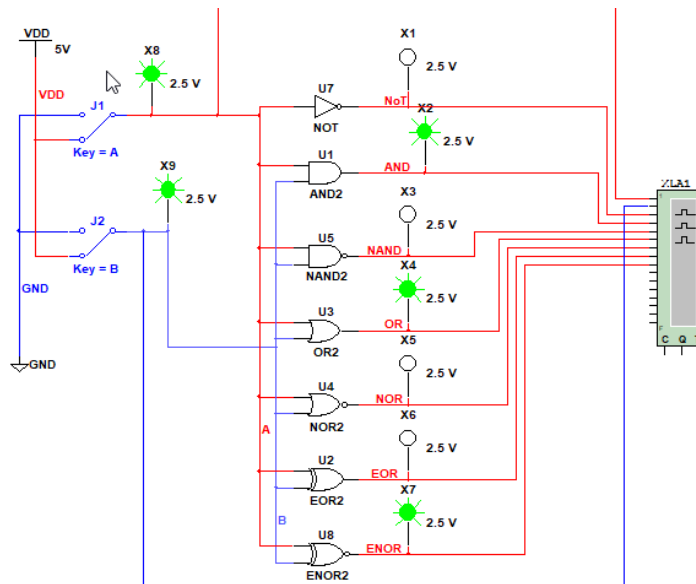 VDD
5V
VDD
X8
2.5 V
J1
Key = A
X9
2.5 V
J2
Key = B
GND
GND
X1
2.5 V
U7
NoT
NOT
X2
2.5 V
U1
AND
AND2
X3
2.5 V
U5
NAND
NAND2
X4
2.5 V
U3
OR
OR2
X5
2.5 V
U4
NOR
NOR2
A
X6
2.5 V
U2
EOR
EOR2
B
X7
2.5 V
U8
ENOR
ENOR2
XLA1
F
C Q